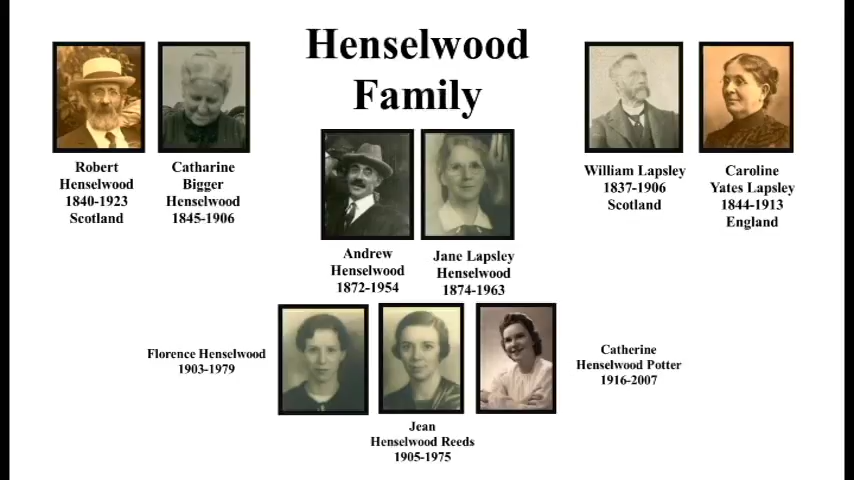 Henselwood
Family
Robert
Henselwood
1840-1923
Scotland
Catharine
Bigger
Henselwood
1845-1906
William Lapsley
1837-1906
Scotland
Caroline
Yates Lapsley
1844-1913
England
Andrew
Henselwood
1872-1954
Jane Lapsley
Henselwood
1874-1963
Florence Henselwood
1903-1979
Jean
Henselwood Reeds
1905-1975
Catherine
Henselwood Potter
1916-2007